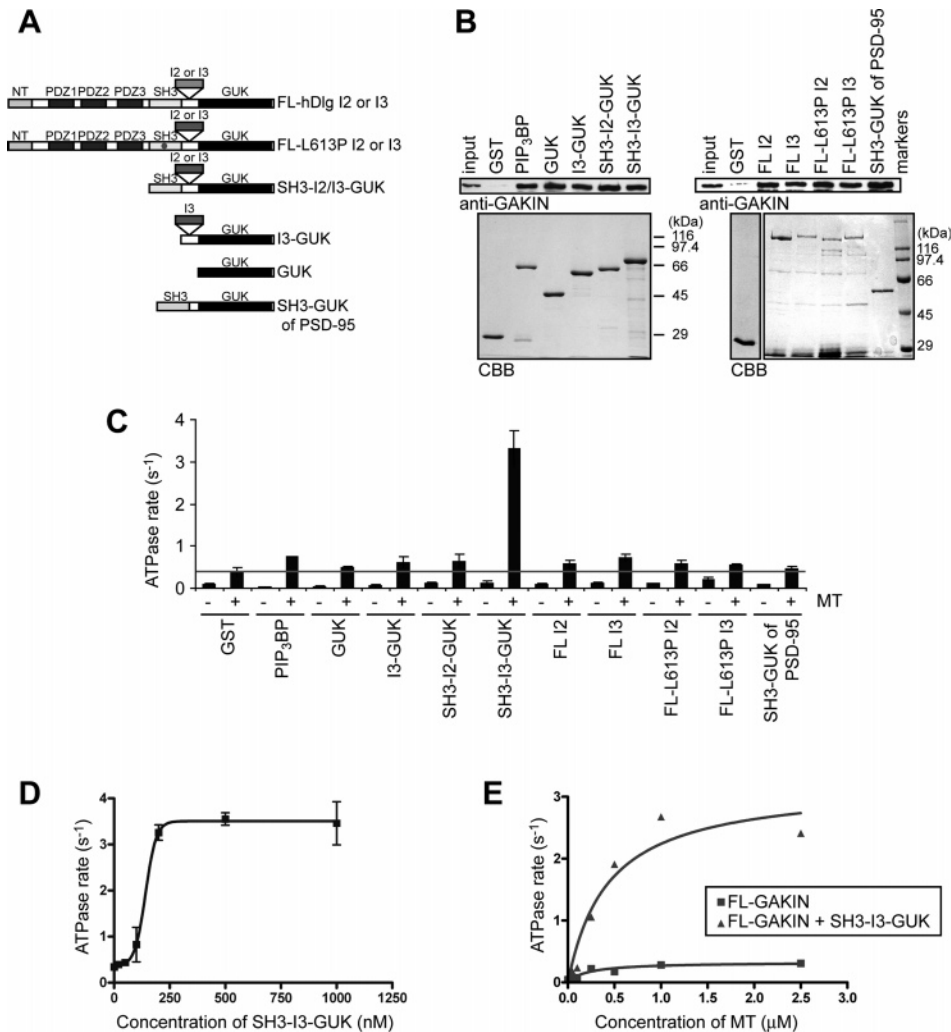 A
I2 or I3
NT PDZ1 PDZ2 PDZ3 SH3 GUK
FL-hDlg I2 or I3
I2 or I3
NT PDZ1 PDZ2 PDZ3 SH3 GUK
FL-L613P I2 or I3
I2 or I3
SH3 GUK
SH3-I2/I3-GUK
I3
GUK
I3-GUK
GUK
GUK
SH3 GUK
SH3-GUK
of PSD-95
B
input
GST
PIP3BP
GUK
I3-GUK
SH3-I2-GUK
SH3-I3-GUK
anti-GAKIN
(kDa)
116
97.4
66
45
29
CBB
input
GST
FL I2
FL I3
FL-L613P I2
FL-L613P I3
SH3-GUK of PSD-95
markers
anti-GAKIN
(kDa)
116
97.4
66
45
29
CBB
C
ATPase rate (s-1)
4
3
2
1
0
- + - + - + - + - + - + - + - + - + - + - + MT
GST
PIP3BP
GUK
I3-GUK
SH3-I2-GUK
SH3-I3-GUK
FL I2
FL I3
FL-L613P I2
FL-L613P I3
SH3-GUK of
PSD-95
D
ATPase rate (s-1)
4
3
2
1
0
0 250 500 750 1000 1250
Concentration of SH3-I3-GUK (nM)
E
ATPase rate (s-1)
3
2
1
0
0.0 0.5 1.0 1.5 2.0 2.5 3.0
Concentration of MT (μM)
FL-GAKIN
FL-GAKIN + SH3-I3-GUK